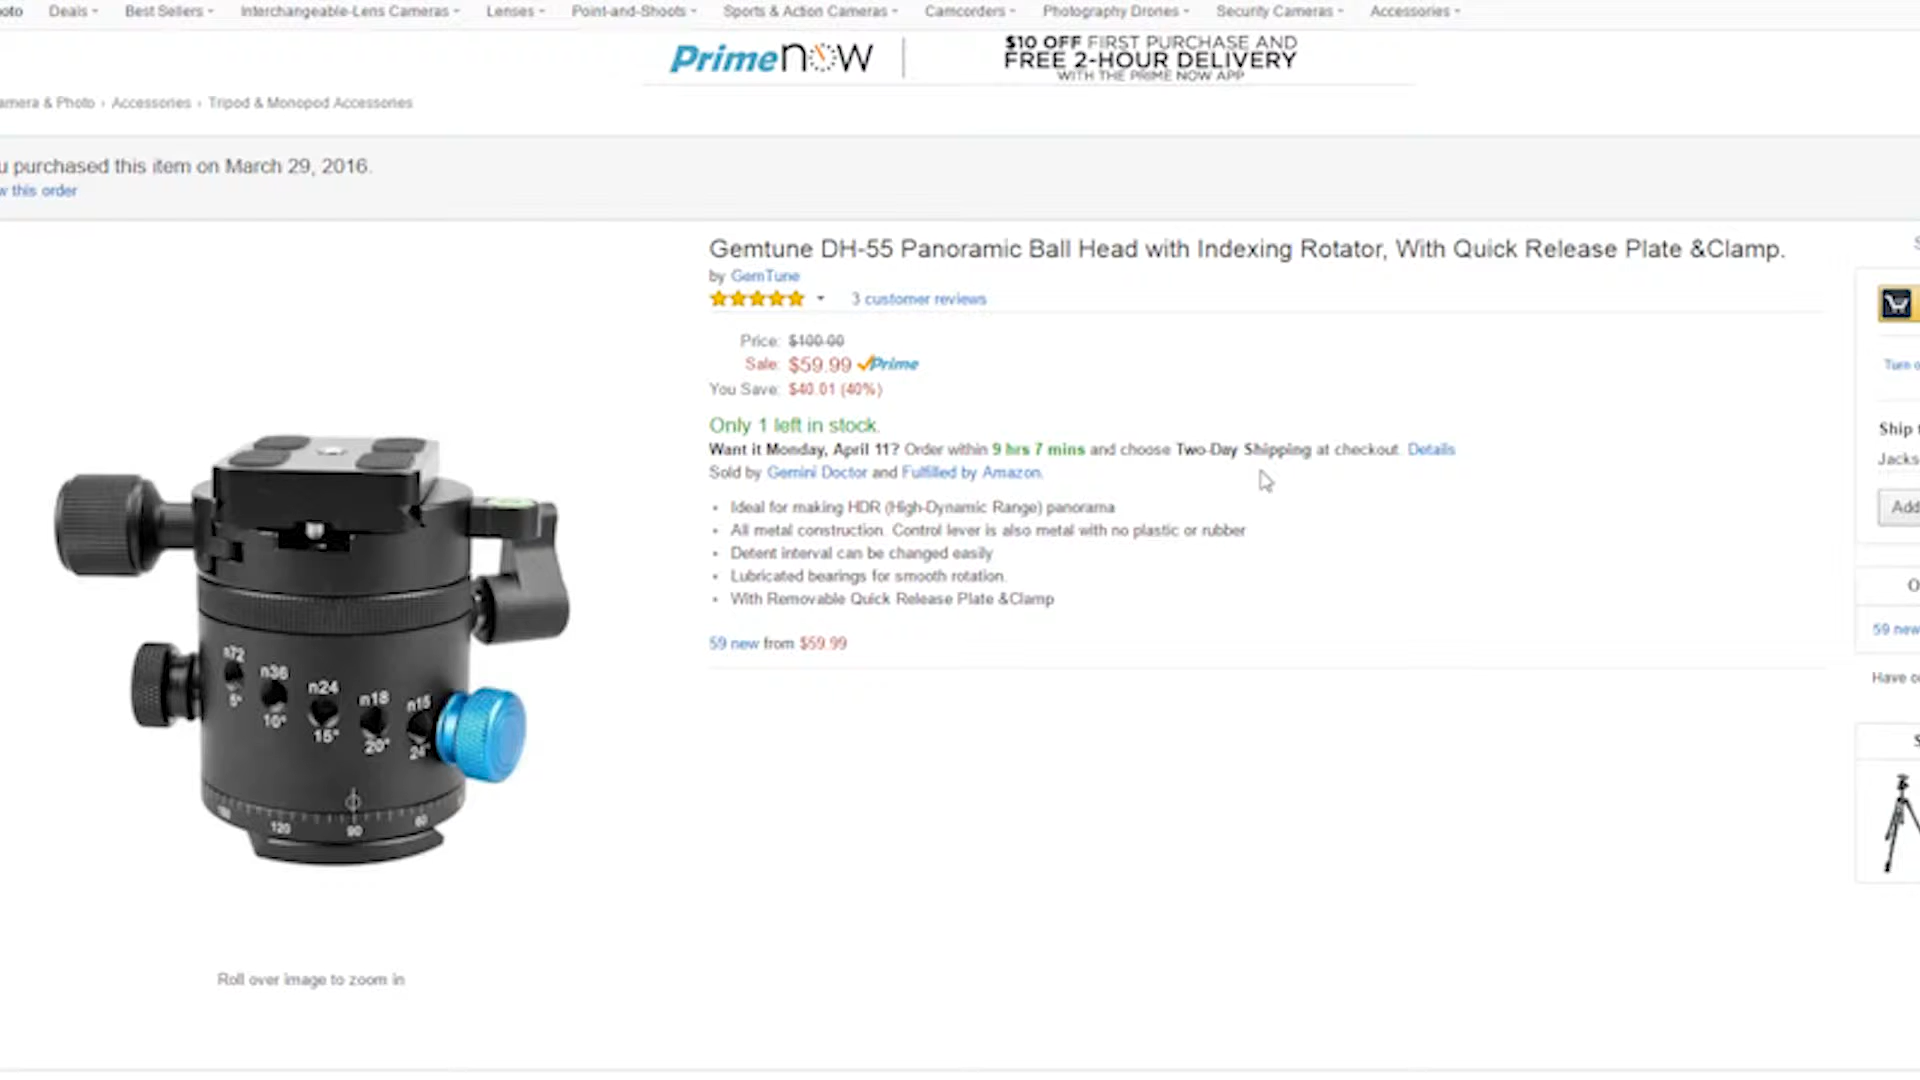 Deals
Best Sellers
Interchangeable-Lens Cameras
Lenses
Point-and-Shoots
Sports & Action Cameras
Camcorders
Photography Drones
Security Cameras
Accessories
Prime now
$10 OFF FIRST PURCHASE AND
FREE 2-HOUR DELIVERY
WITH THE PRIME NOW APP
amera & Photo › Accessories › Tripod & Monopod Accessories
u purchased this item on March 29, 2016.
w this order
Gemtune DH-55 Panoramic Ball Head with Indexing Rotator, With Quick Release Plate &Clamp.
by GemTune
3 customer reviews
Price: $100.00
Sale: $59.99 Prime
You Save: $40.01 (40%)
Only 1 left in stock.
Want it Monday, April 11? Order within 9 hrs 7 mins and choose Two-Day Shipping at checkout. Details
Sold by Gemini Doctor and Fulfilled by Amazon.
Ideal for making HDR (High-Dynamic Range) panorama
All metal construction. Control lever is also metal with no plastic or rubber
Detent interval can be changed easily
Lubricated bearings for smooth rotation.
With Removable Quick Release Plate &Clamp
59 new from $59.99
n72
n36
n24
n18
n15
5°
10°
15°
20°
24°
120
90
60
Roll over image to zoom in
Turn o
Ship t
Jacks
Add
59 new
Have o